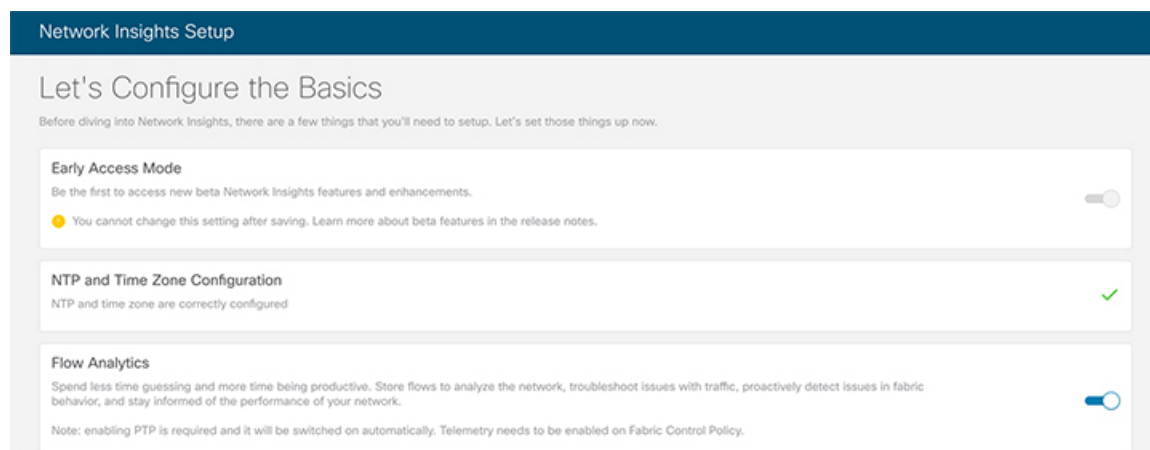 Network Insights Setup
Let's Configure the Basics
Before diving into Network Insights, there are a few things that you'll need to setup. Let's set those things up now.
Early Access Mode
Be the first to access new beta Network Insights features and enhancements.
You cannot change this setting after saving. Learn more about beta features in the release notes.
NTP and Time Zone Configuration
NTP and time zone are correctly configured
Flow Analytics
Spend less time guessing and more time being productive. Store flows to analyze the network, troubleshoot issues with traffic, proactively detect issues in fabric
behavior, and stay informed of the performance of your network.
Note: enabling PTP is required and it will be switched on automatically. Telemetry needs to be enabled on Fabric Control Policy.